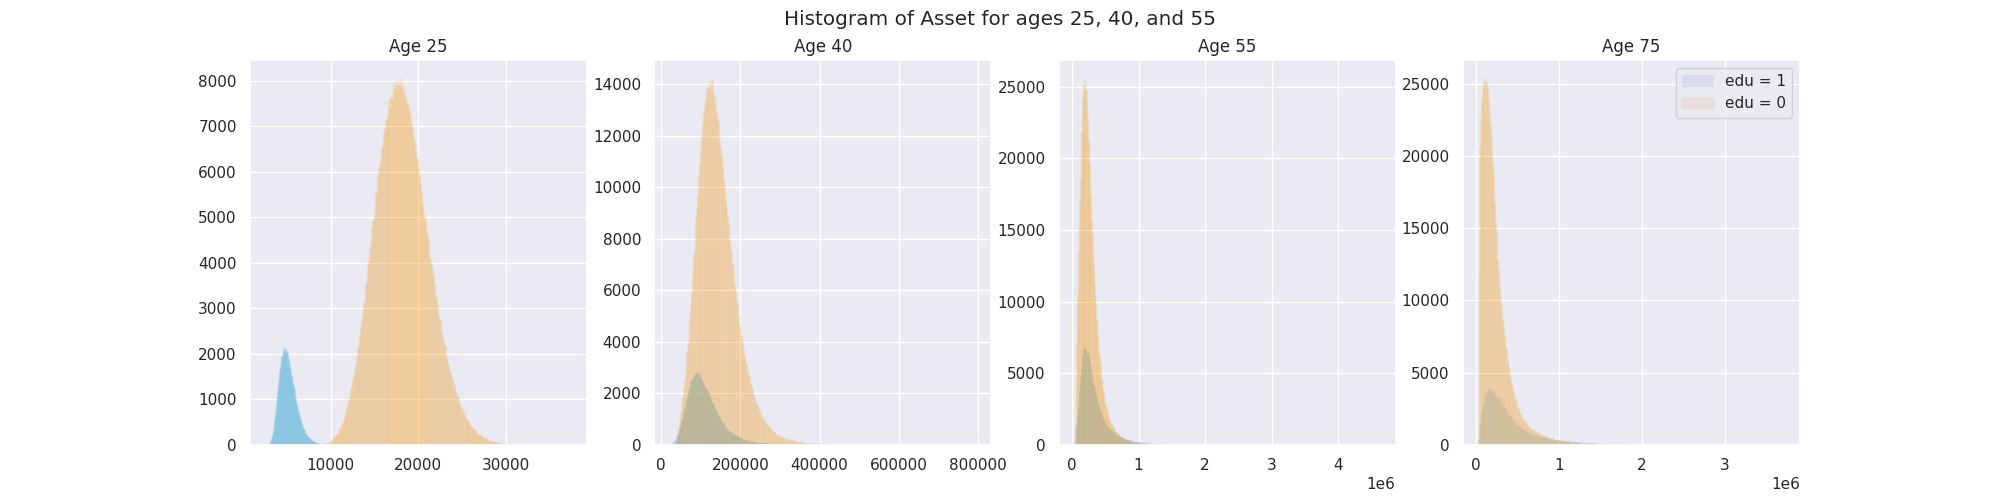 Histogram of Asset for ages 25, 40, and 55
Age 25
8000
7000
6000
5000
4000
3000
2000
1000
0
10000 20000 30000
Age 40
14000
12000
10000
8000
6000
4000
2000
0
0 200000 400000 600000 800000
Age 55
25000
20000
15000
10000
5000
0
0 1 2 3 4
1e6
Age 75
25000
20000
15000
10000
5000
0
0 1 2 3
1e6
edu = 1
edu = 0